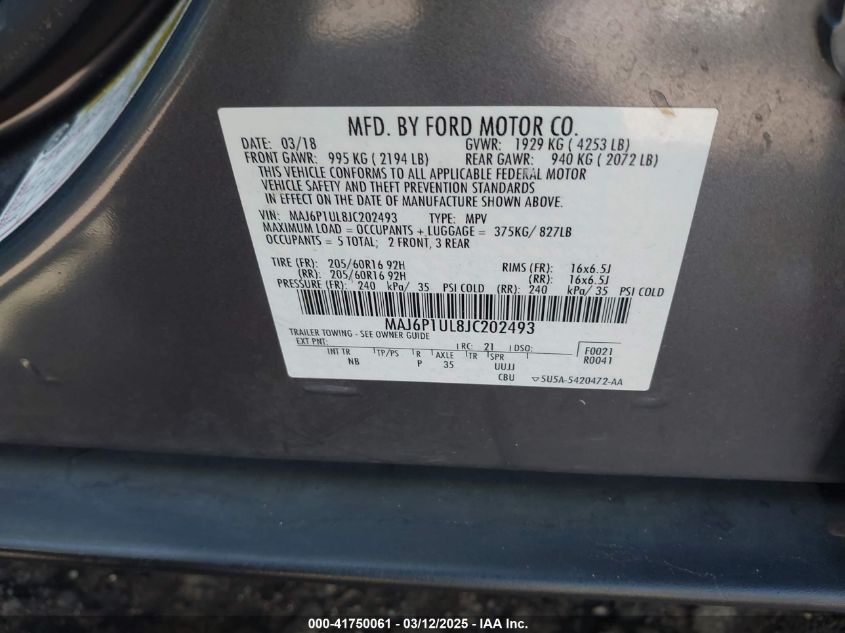 MFD. BY FORD MOTOR CO.
DATE: 03/18 GVWR: 1929 KG ( 4253 LB)
FRONT GAWR: 995 KG ( 2194 LB) REAR GAWR: 940 KG ( 2072 LB)
THIS VEHICLE CONFORMS TO ALL APPLICABLE FEDERAL MOTOR
VEHICLE SAFETY AND THEFT PREVENTION STANDARDS
IN EFFECT ON THE DATE OF MANUFACTURE SHOWN ABOVE.
VIN: MAJ6P1UL8JC202493 TYPE: MPV
MAXIMUM LOAD = OCCUPANTS + LUGGAGE = 375KG/ 827LB
OCCUPANTS = 5 TOTAL; 2 FRONT, 3 REAR
TIRE (FR): 205/60R16 92H RIMS (FR): 16x6.5J
(RR): 205/60R16 92H (RR): 16x6.5J
PRESSURE (FR): 240 kPa/ 35 PSI COLD (RR): 240 kPa/ 35 PSI COLD
MAJ6P1UL8JC202493
TRAILER TOWING - SEE OWNER GUIDE
EXT PNT: RC: 21 DSO: F0021
INT TR TP/PS R AXLE TR SPR R0041
NB P 35 UUJJ
CBU SU5A-5420472-AA
000-41750061 - 03/12/2025 - IAA Inc.